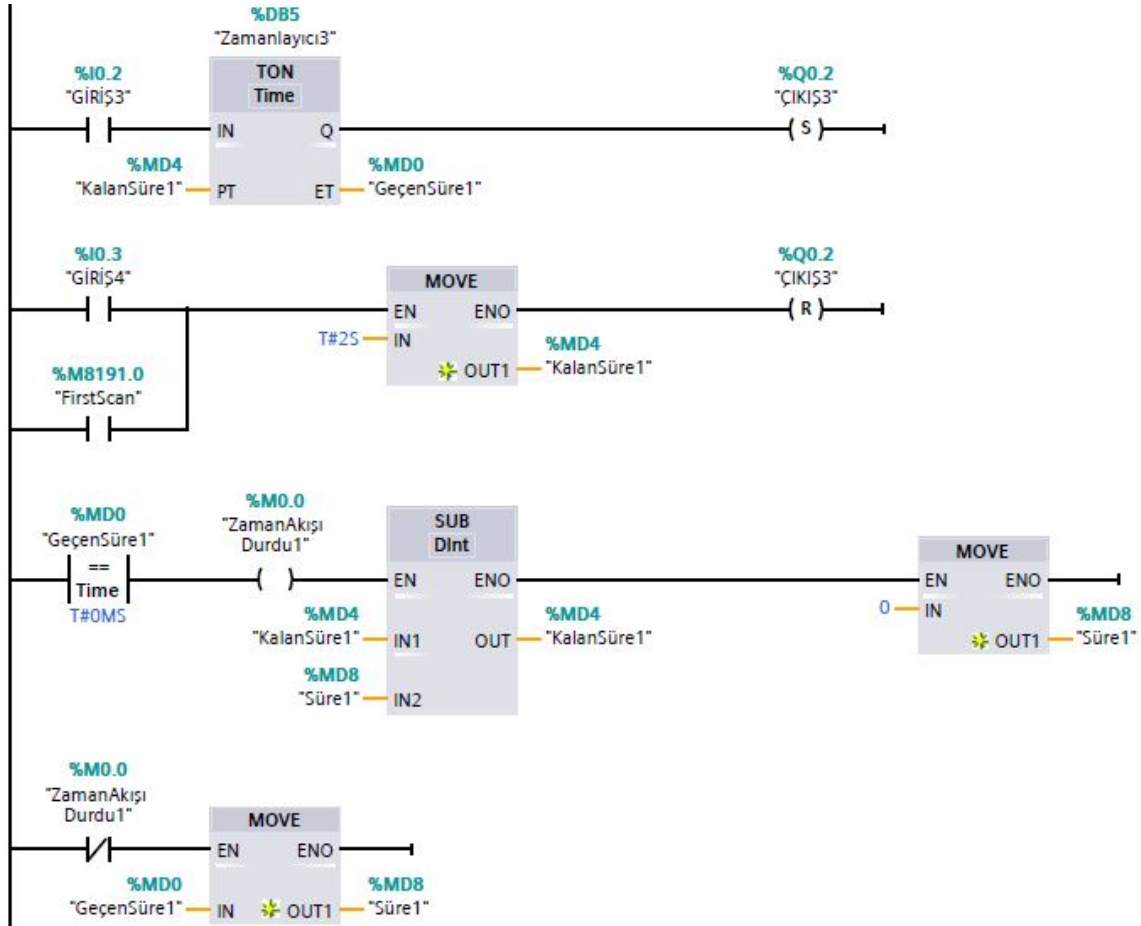 %DB5
"Zamanlayıcı3"
%I0.2
"GİRİŞ3"
TON
Time
%Q0.2
"ÇIKIŞ3"
IN Q
( S )
%MD4
"KalanSüre1"
PT ET
%MD0
"GeçenSüre1"
%I0.3
"GİRİŞ4"
MOVE
%Q0.2
"ÇIKIŞ3"
EN ENO
( R )
T#2S
IN
OUT1
%MD4
"KalanSüre1"
%M8191.0
"FirstScan"
%MD0
"GeçenSüre1"
==
Time
T#0MS
%M0.0
"ZamanAkışı
Durdu1"
( )
SUB
DInt
EN ENO
%MD4
"KalanSüre1"
IN1 OUT
%MD4
"KalanSüre1"
%MD8
"Süre1"
IN2
MOVE
EN ENO
0
IN
OUT1
%MD8
"Süre1"
%M0.0
"ZamanAkışı
Durdu1"
MOVE
EN ENO
%MD0
"GeçenSüre1"
IN OUT1
%MD8
"Süre1"